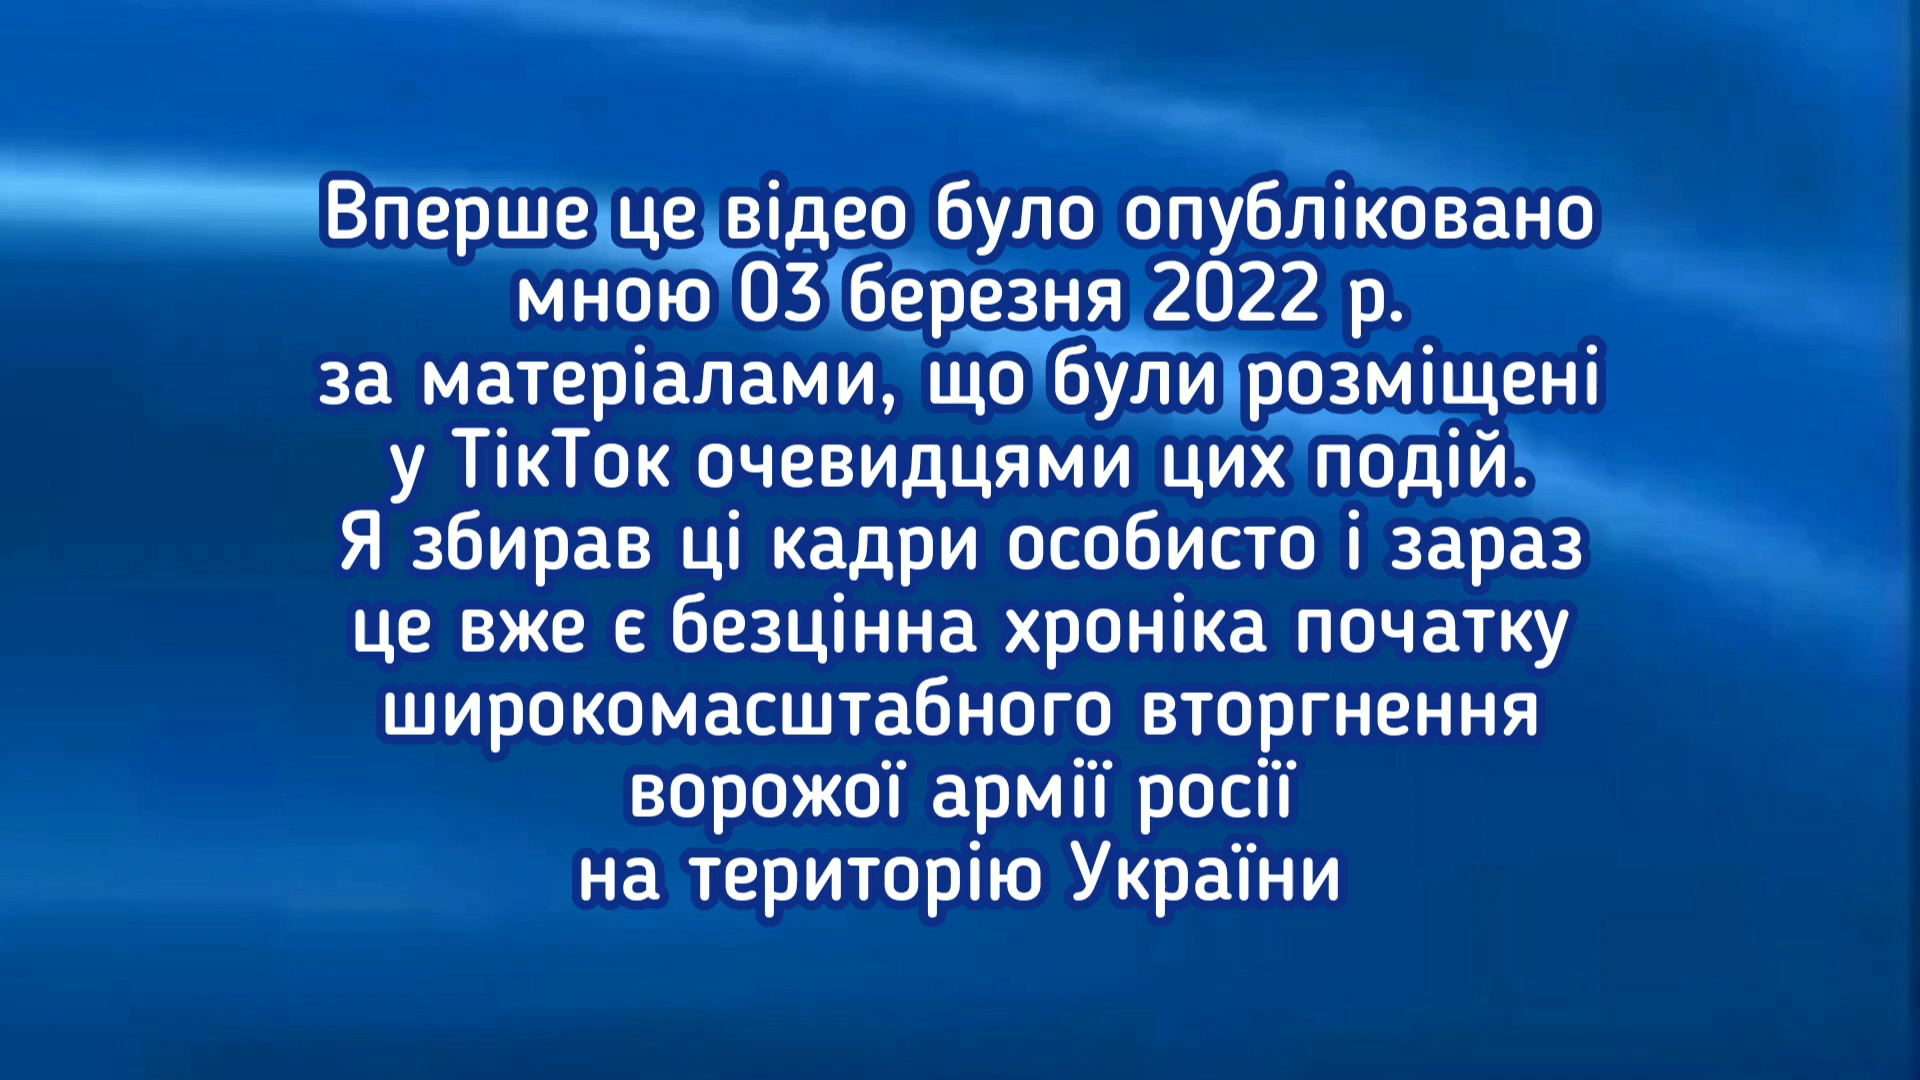 Вперше це відео було опубліковано
мною 03 березня 2022 р.
за матеріалами, що були розміщені
у ТікТок очевидцями цих подій.
Я збирав ці кадри особисто і зараз
це вже є безцінна хроніка початку
широкомасштабного вторгнення
ворожої армії росії
на територію України